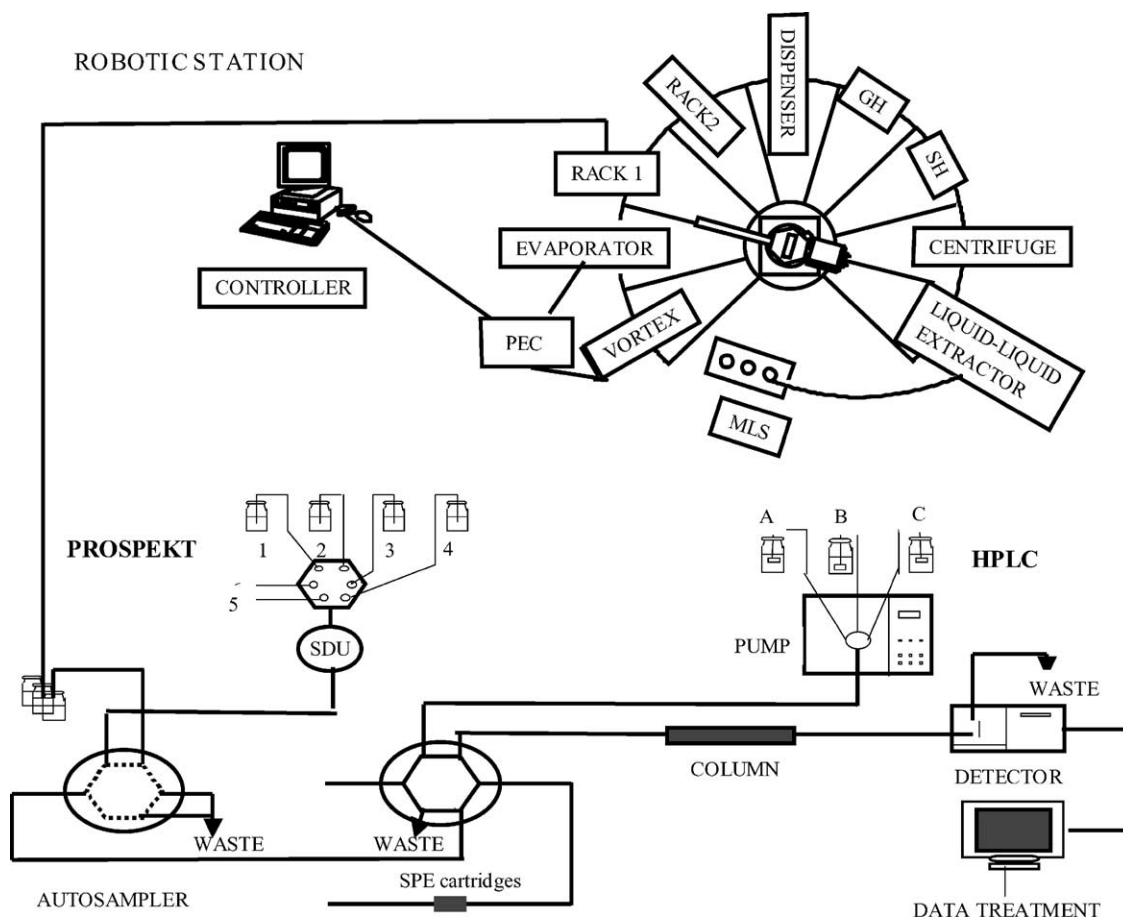 ROBOTIC STATION
DISPENSER
RACK2
GH
SH
RACK 1
EVAPORATOR
CENTRIFUGE
CONTROLLER
PEC
VORTEX
LIQUID-LIQUID
EXTRACTOR
MLS
PROSPEKT
1
2
3
4
5
SDU
A
B
C
HPLC
PUMP
WASTE
COLUMN
DETECTOR
WASTE
WASTE
SPE cartridges
AUTOSAMPLER
DATA TREATMENT